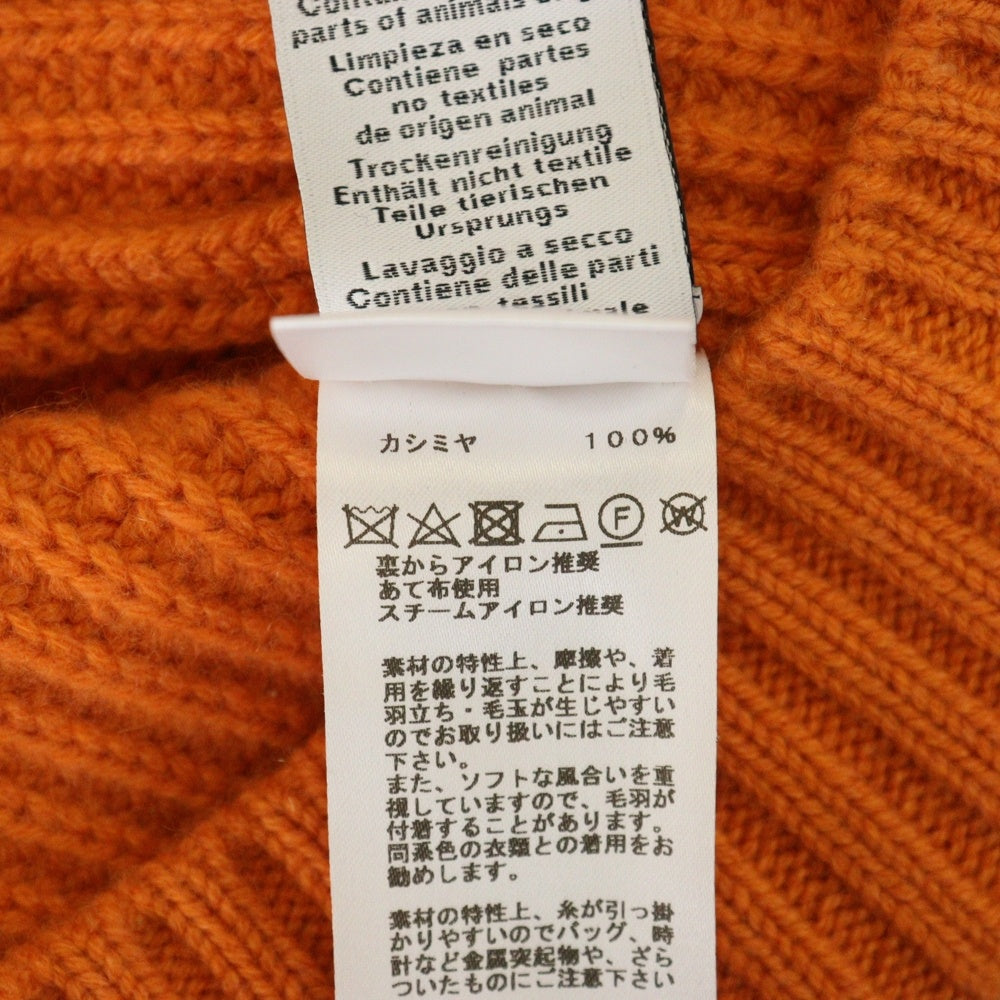 parts of animals
Limpieza en seco
Contiene partes
no textiles
de origen animal
Trockenreinigung
Enthält nicht textile
Teile tierischen
Ursprungs
Lavaggio a secco
Contiene delle parti
tessili
カシミヤ 100%
F W
裏からアイロン推奨
あて布使用
スチームアイロン推奨
素材の特性上、摩擦や、着
用を繰り返すことにより毛
羽立ち・毛玉が生じやすい
のでお取り扱いにはご注意
下さい。
また、ソフトな風合いを重
視していますので、毛羽が
付着することがあります。
同系色の衣類との着用をお
勧めします。
素材の特性上、糸が引っ掛
かりやすいのでバッグ、時
計など金属突起物や、ざら
ついたものにご注意下さい